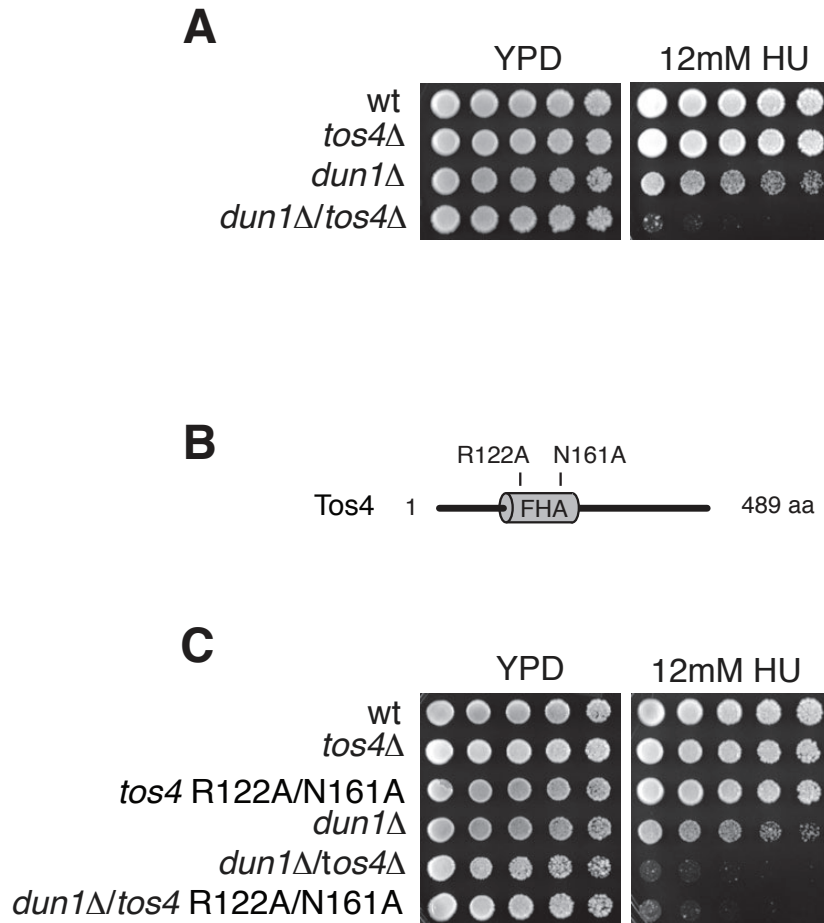 A
YPD 12mM HU
wt
tos4Δ
dun1Δ
dun1Δ/tos4Δ
B
R122A N161A
Tos4 1 FHA 489 aa
C
YPD 12mM HU
wt
tos4Δ
tos4 R122A/N161A
dun1Δ
dun1Δ/tos4Δ
dun1Δ/tos4 R122A/N161A